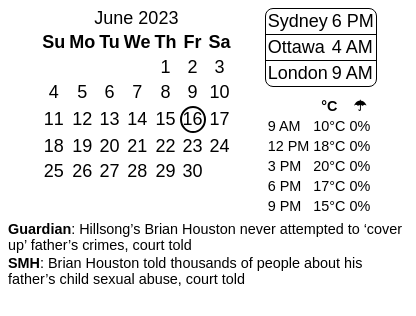 June 2023
Su Mo Tu We Th Fr Sa
1 2 3
4 5 6 7 8 9 10
11 12 13 14 15 16 17
18 19 20 21 22 23 24
25 26 27 28 29 30
Sydney 6 PM
Ottawa 4 AM
London 9 AM
°C ☂
9 AM 10°C 0%
12 PM 18°C 0%
3 PM 20°C 0%
6 PM 17°C 0%
9 PM 15°C 0%
Guardian: Hillsong’s Brian Houston never attempted to ‘cover
up’ father’s crimes, court told
SMH: Brian Houston told thousands of people about his
father’s child sexual abuse, court told